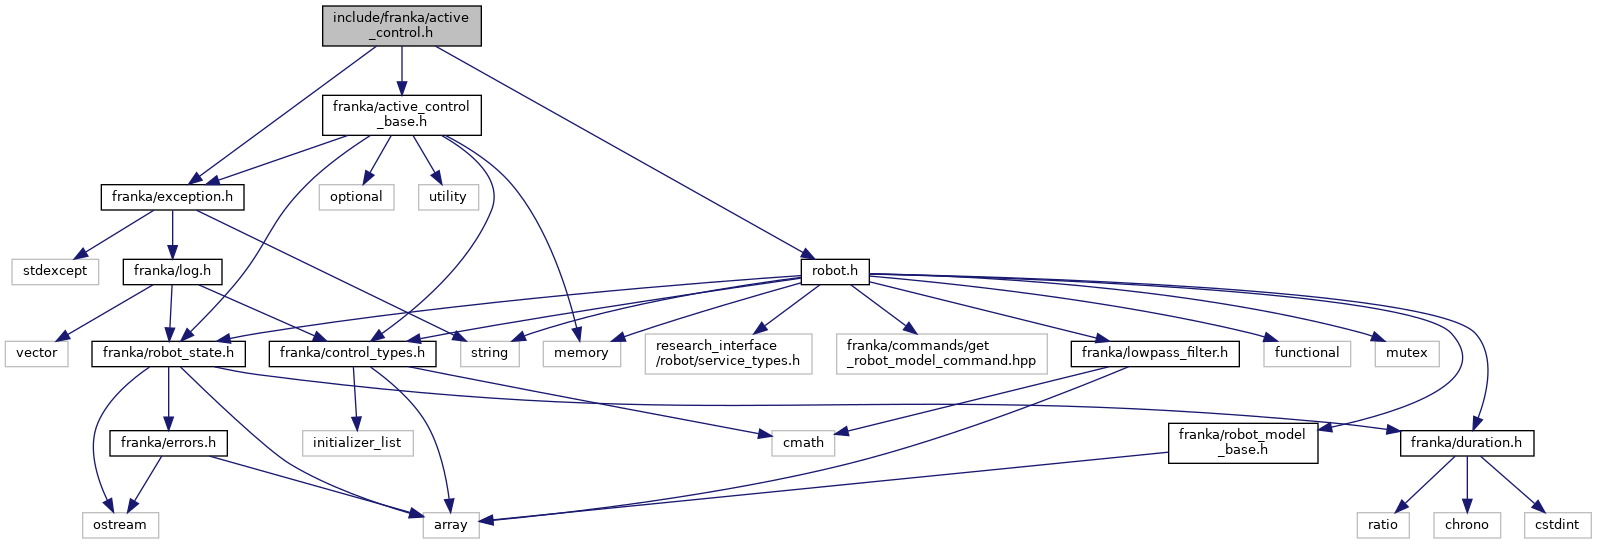 include/franka/active
_control.h
franka/active_control
_base.h
franka/exception.h
optional
utility
stdexcept
franka/log.h
robot.h
vector
franka/robot_state.h
franka/control_types.h
string
memory
research_interface
/robot/service_types.h
franka/commands/get
_robot_model_command.hpp
franka/lowpass_filter.h
functional
mutex
franka/errors.h
initializer_list
cmath
franka/robot_model
_base.h
franka/duration.h
ostream
array
ratio
chrono
cstdint